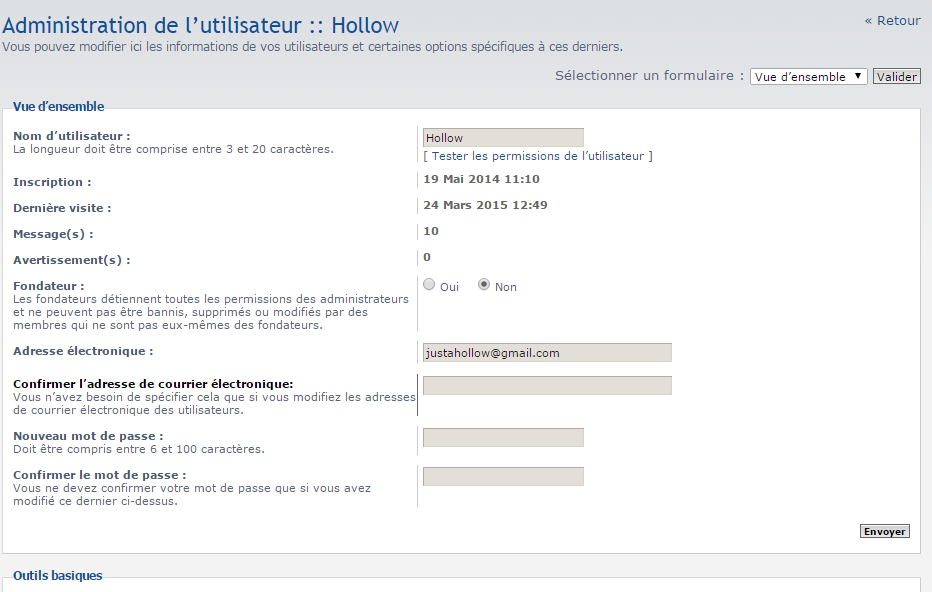 Administration de l’utilisateur :: Hollow
« Retour
Vous pouvez modifier ici les informations de vos utilisateurs et certaines options spécifiques à ces derniers.
Sélectionner un formulaire : Vue d’ensemble ▼ Valider
Vue d’ensemble
Nom d’utilisateur :
La longueur doit être comprise entre 3 et 20 caractères.
Hollow
[ Tester les permissions de l’utilisateur ]
Inscription :
19 Mai 2014 11:10
Dernière visite :
24 Mars 2015 12:49
Message(s) :
10
Avertissement(s) :
0
Fondateur :
Les fondateurs détiennent toutes les permissions des administrateurs
et ne peuvent pas être bannis, supprimés ou modifiés par des
membres qui ne sont pas eux-mêmes des fondateurs.
Oui Non
Adresse électronique :
justahollow@gmail.com
Confirmer l’adresse de courrier électronique:
Vous n’avez besoin de spécifier cela que si vous modifiez les adresses
de courrier électronique des utilisateurs.
Nouveau mot de passe :
Doit être compris entre 6 et 100 caractères.
Confirmer le mot de passe :
Vous ne devez confirmer votre mot de passe que si vous avez
modifié ce dernier ci-dessus.
Envoyer
Outils basiques